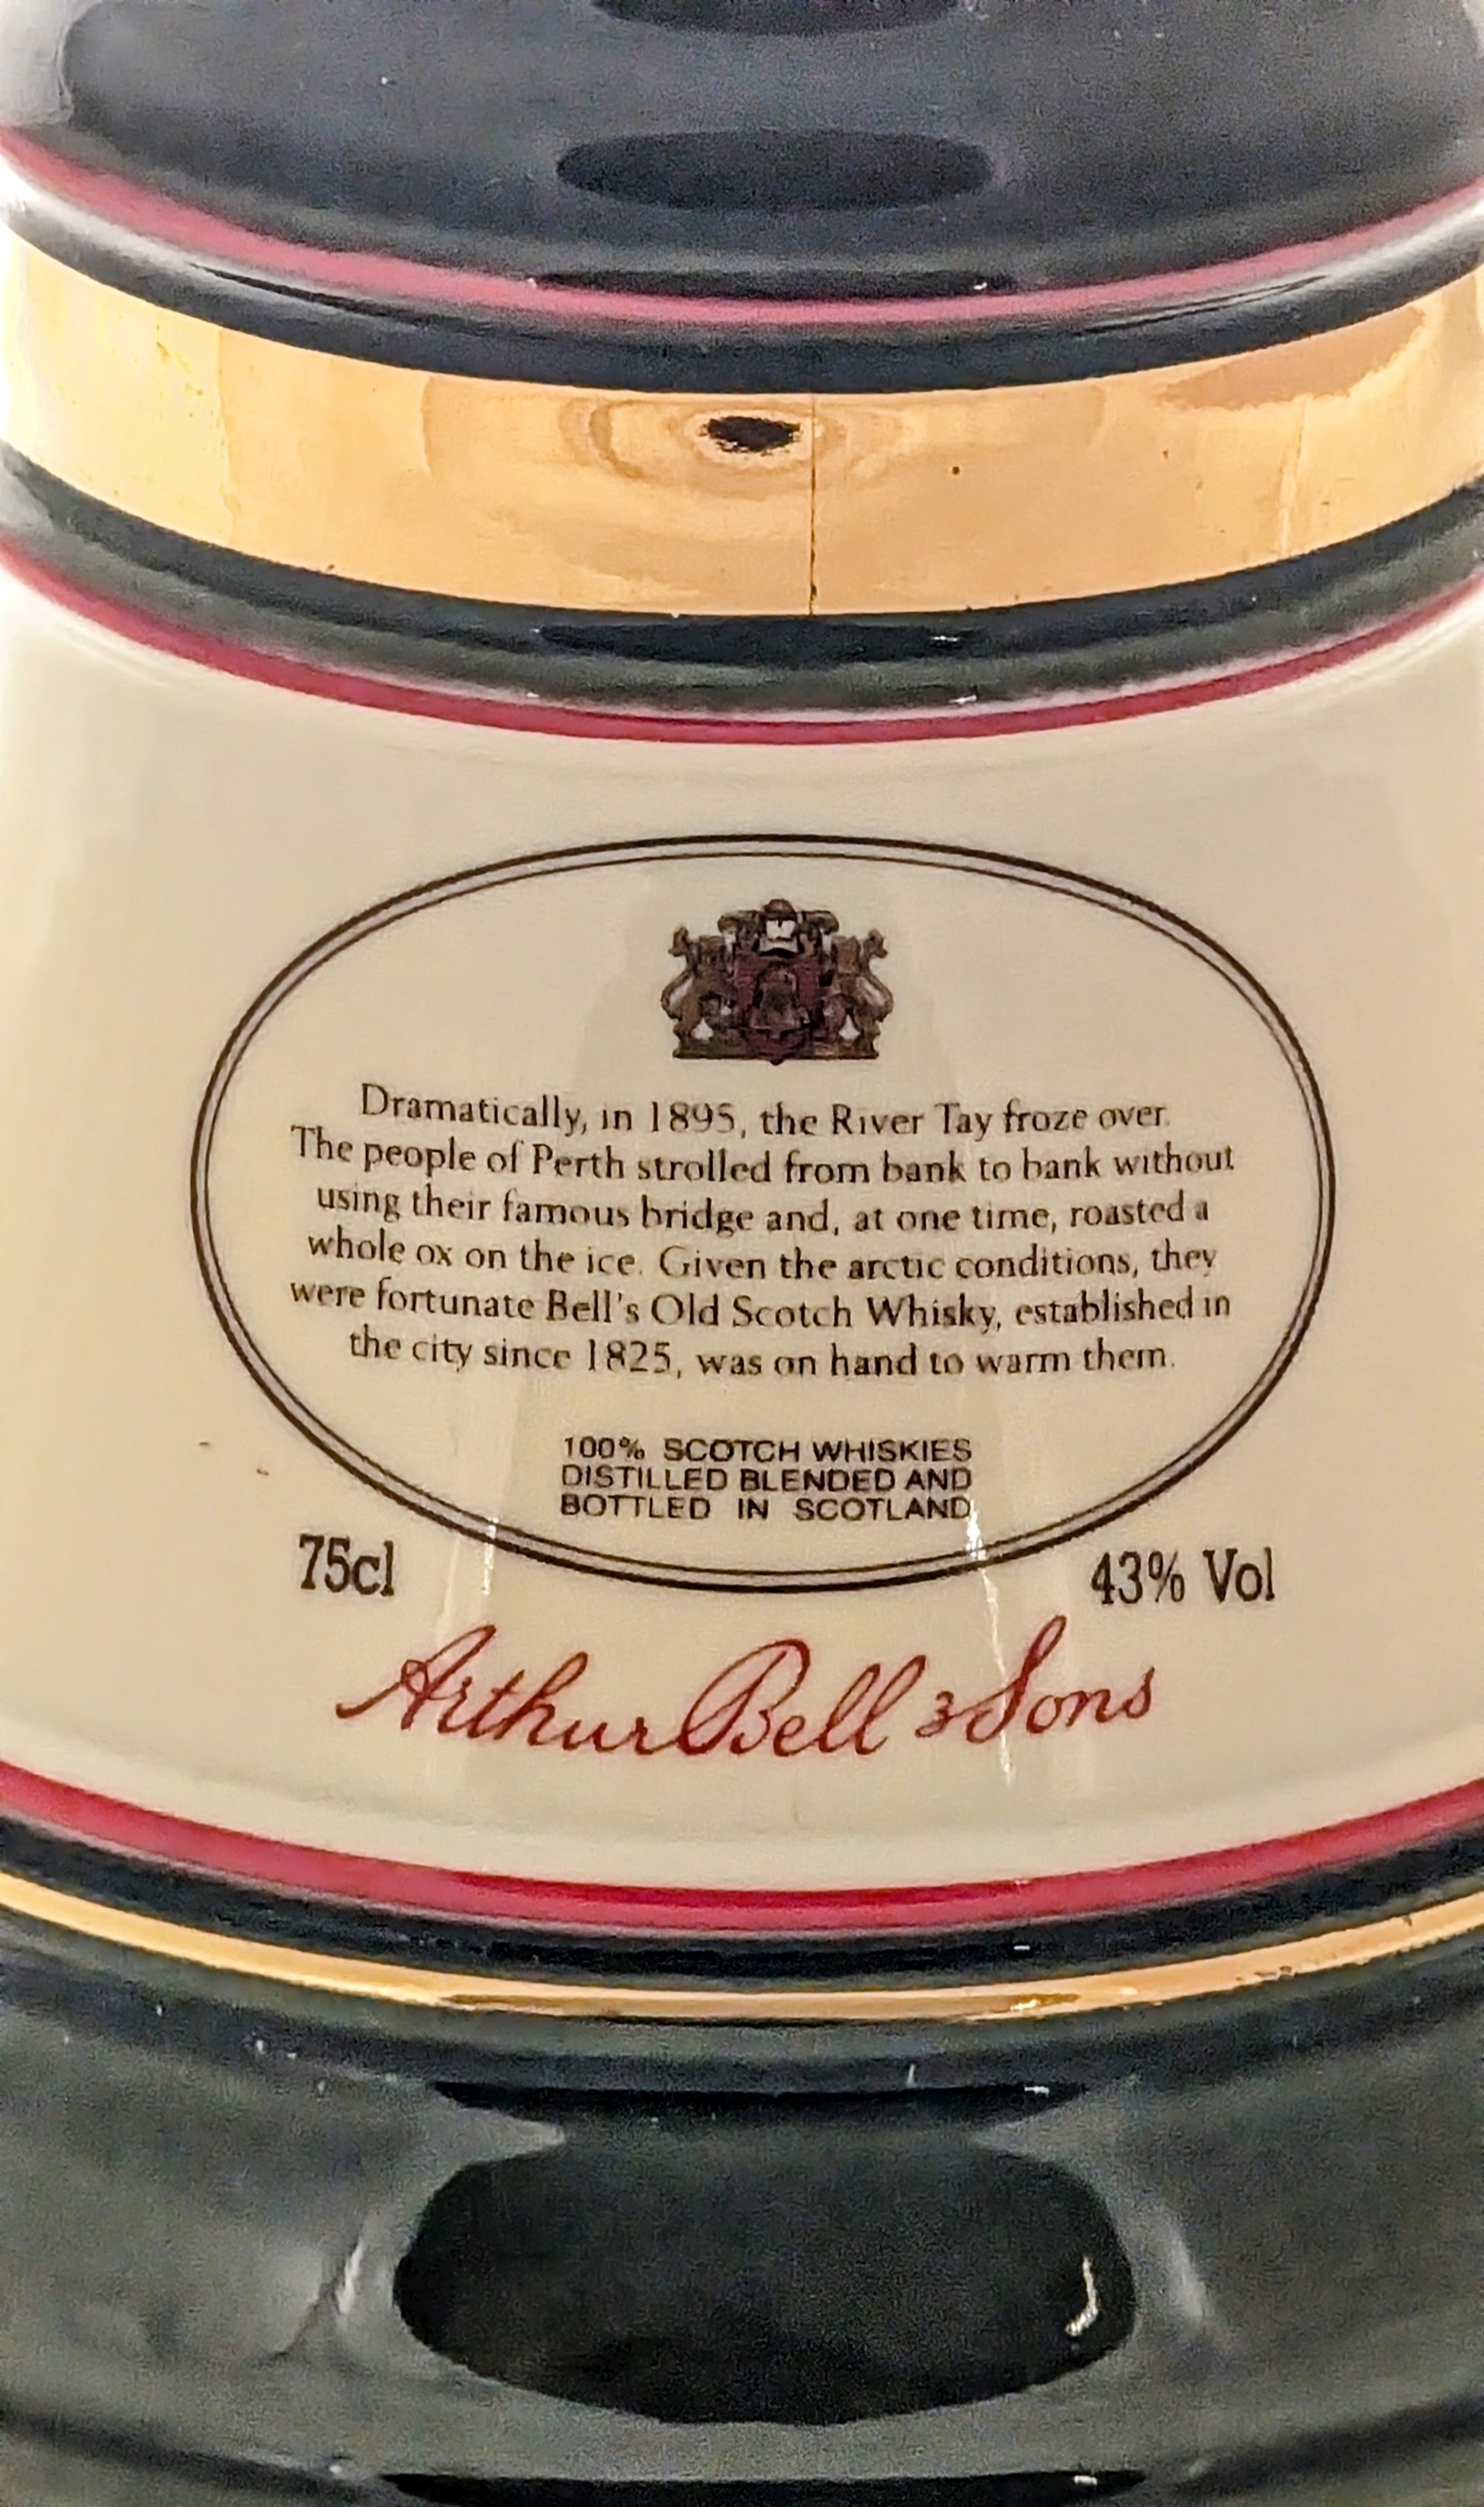 Dramatically, in 1895, the River Tay froze over.
The people of Perth strolled from bank to bank without
using their famous bridge and, at one time, roasted a
whole ox on the ice. Given the arctic conditions, they
were fortunate Bell's Old Scotch Whisky, established in
the city since 1825, was on hand to warm them.
100% SCOTCH WHISKIES
DISTILLED BLENDED AND
BOTTLED IN SCOTLAND
75cl 43% Vol
Arthur Bell & Sons